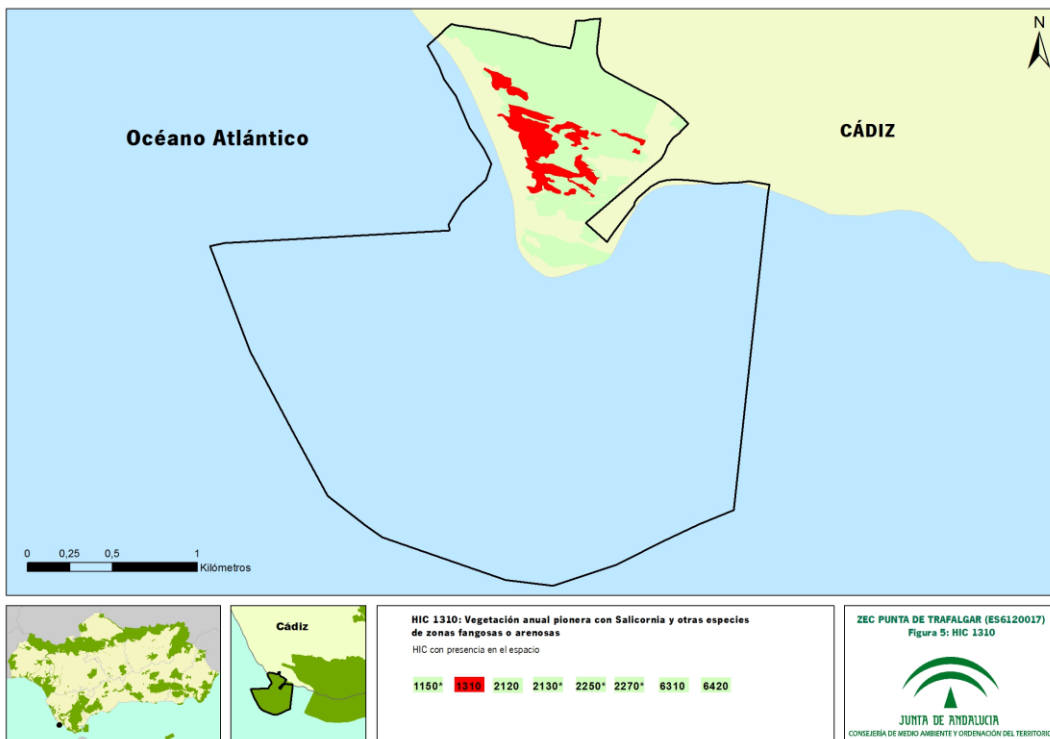 N
Océano Atlántico
CÁDIZ
0 0,25 0,5 1
Kilómetros
Cádiz
HIC 1310: Vegetación anual pionera con Salicornia y otras especies
de zonas fangosas o arenosas
HIC con presencia en el espacio
1150* 1310 2120 2130* 2250* 2270* 6310 6420
ZEC PUNTA DE TRAFALGAR (ES6120017)
Figura 5: HIC 1310
JUNTA DE ANDALUCIA
CONSEJERÍA DE MEDIO AMBIENTE Y ORDENACIÓN DEL TERRITORIO